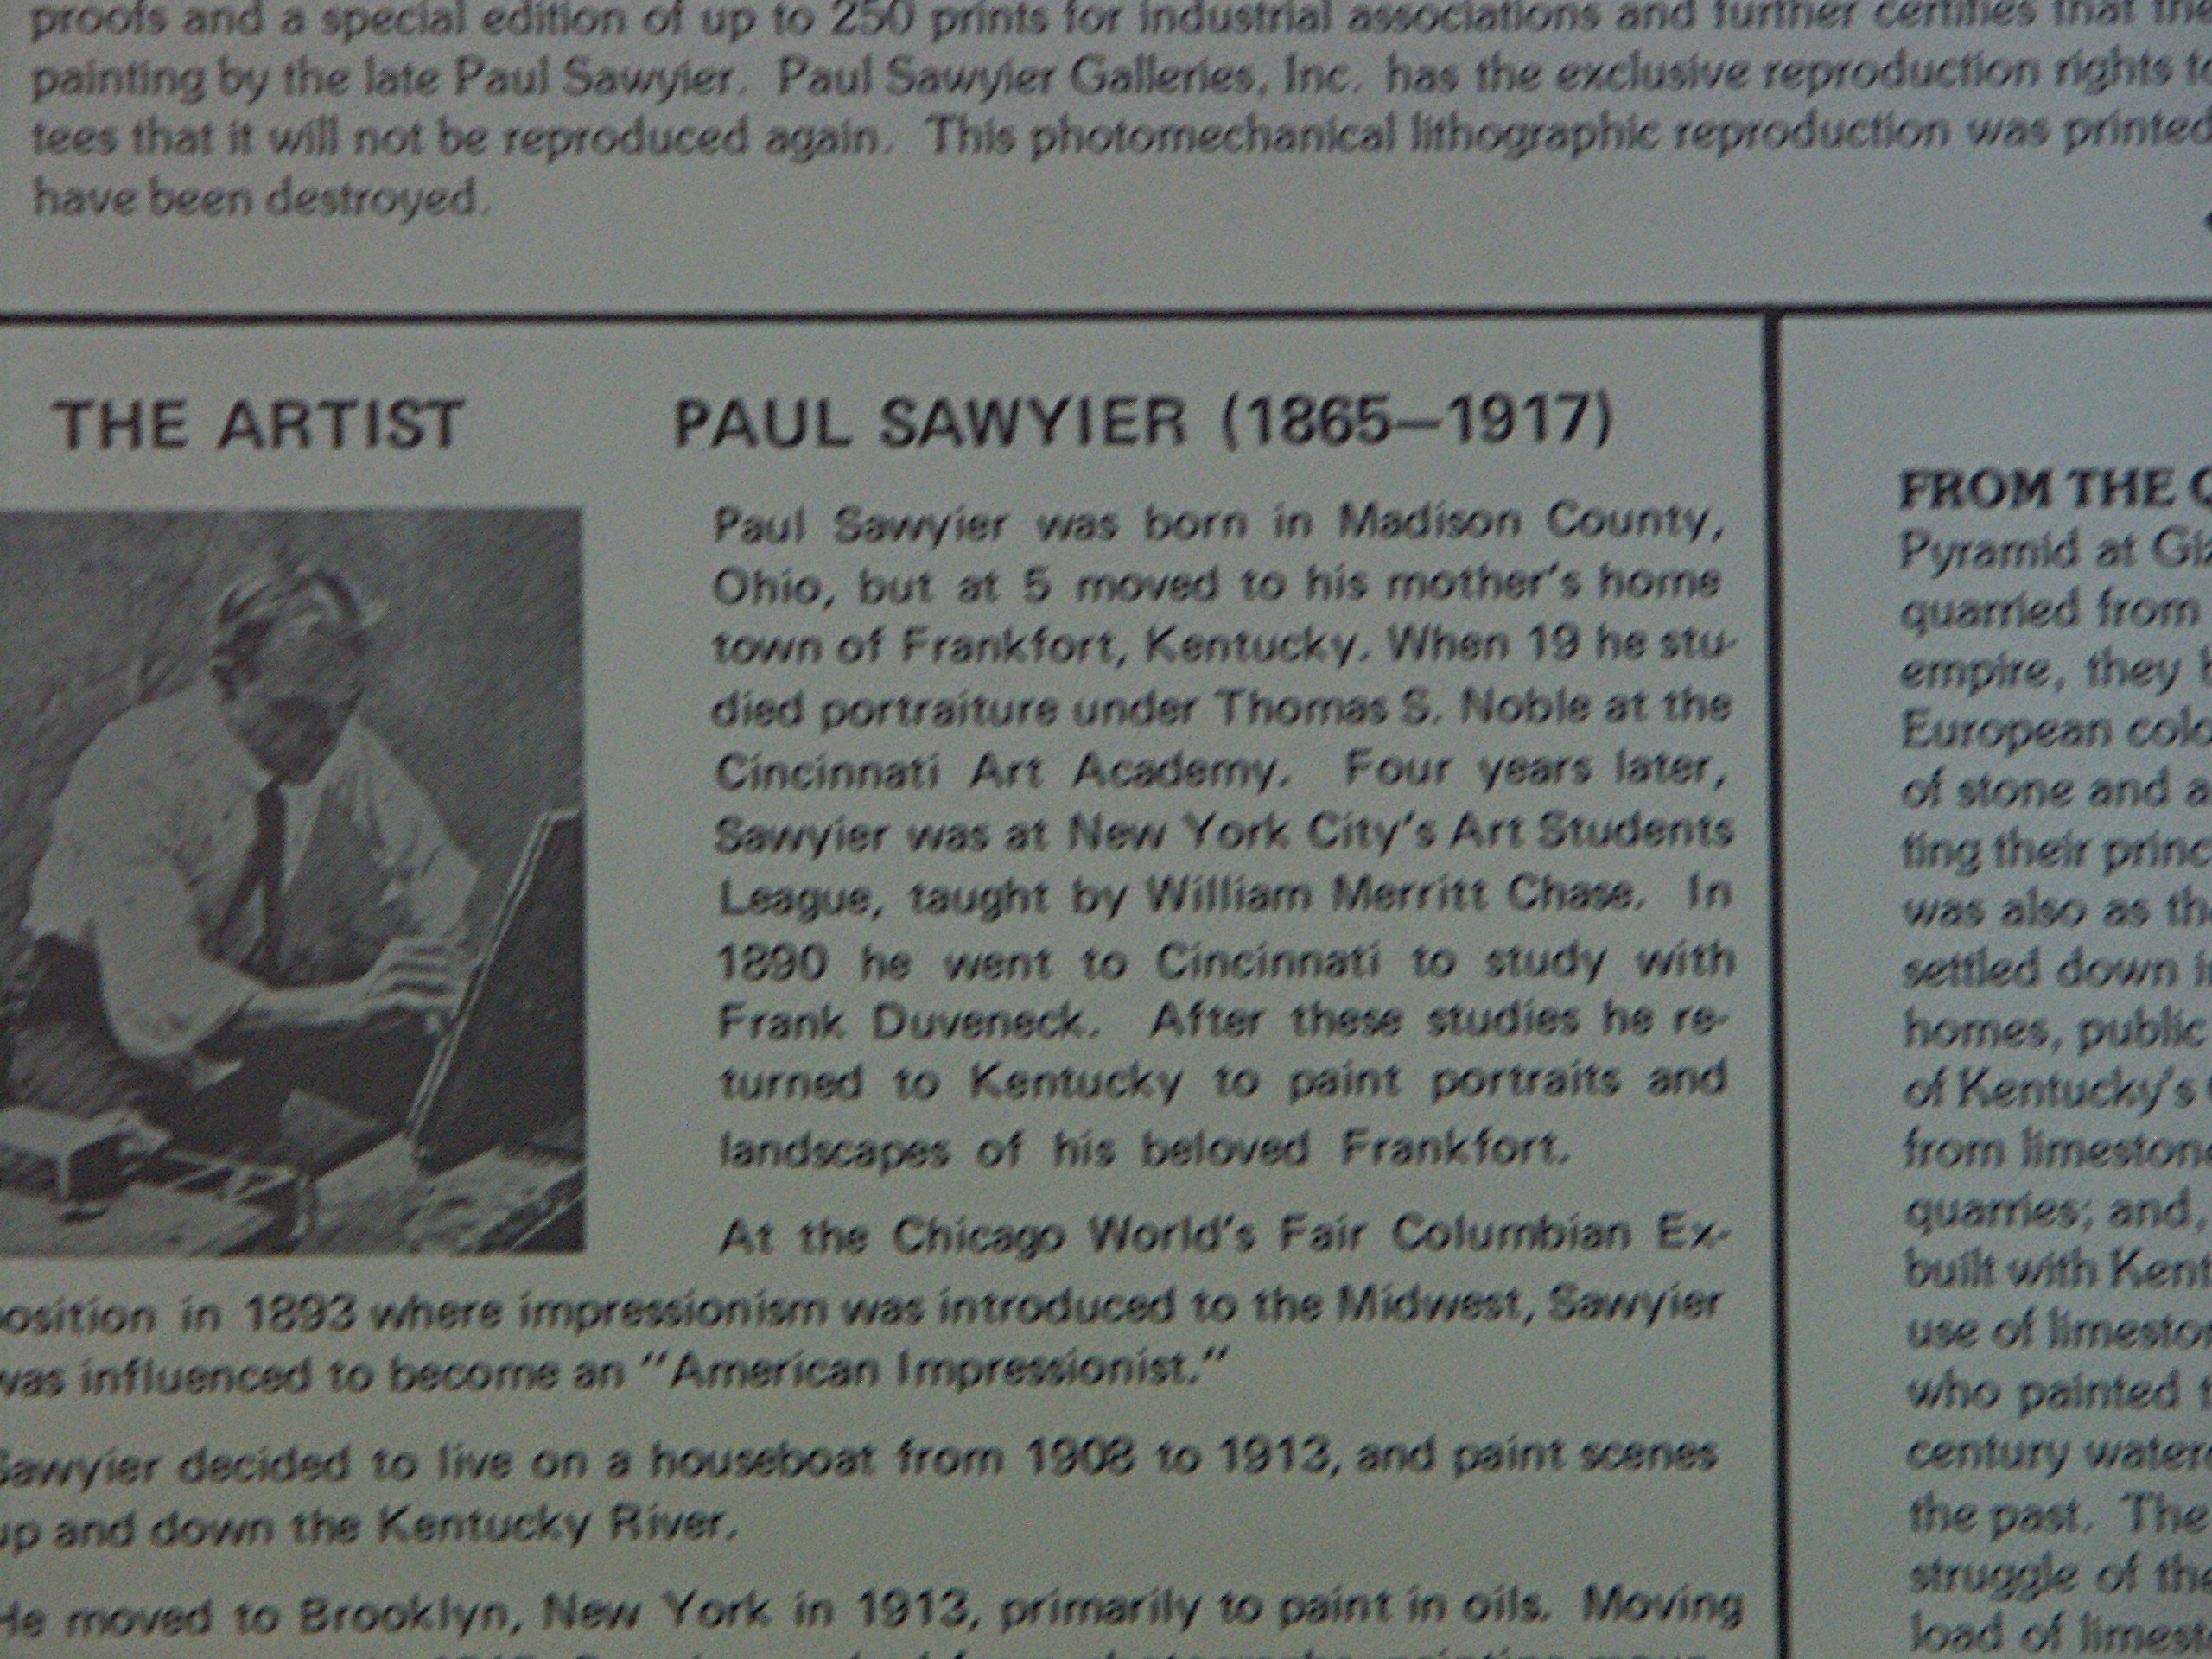 proofs and a special edition of up to 250 prints for industrial associations and further certifies that the
painting by the late Paul Sawyier. Paul Sawyier Galleries, Inc. has the exclusive reproduction rights to
tees that it will not be reproduced again. This photomechanical lithographic reproduction was printed
have been destroyed.
THE ARTIST PAUL SAWYIER (1865–1917)
Paul Sawyier was born in Madison County,
Ohio, but at 5 moved to his mother's home
town of Frankfort, Kentucky. When 19 he stu-
died portraiture under Thomas S. Noble at the
Cincinnati Art Academy. Four years later,
Sawyier was at New York City's Art Students
League, taught by William Merritt Chase. In
1890 he went to Cincinnati to study with
Frank Duveneck. After these studies he re-
turned to Kentucky to paint portraits and
landscapes of his beloved Frankfort.
At the Chicago World's Fair Columbian Ex-
position in 1893 where impressionism was introduced to the Midwest, Sawyier
was influenced to become an "American Impressionist."
Sawyier decided to live on a houseboat from 1908 to 1913, and paint scenes
up and down the Kentucky River.
He moved to Brooklyn, New York in 1913, primarily to paint in oils. Moving
FROM THE
Pyramid at
quarried from
empire, they
European
of stone and
ting their
was also as
settled down
homes, public
of Kentucky's
from
quarries; and,
built with
use of
who painted
century
the past. The
struggle of the
load of